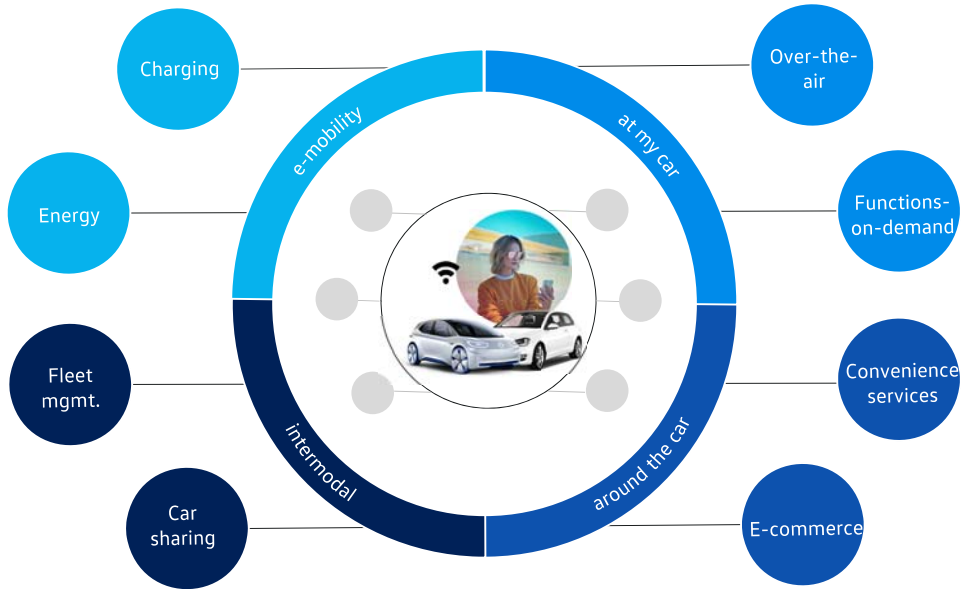 Charging
Over-the-
air
e-mobility
at my car
Energy
Functions-
on-demand
Fleet
mgmt.
Convenience
services
intermodal
around the car
Car
sharing
E-commerce